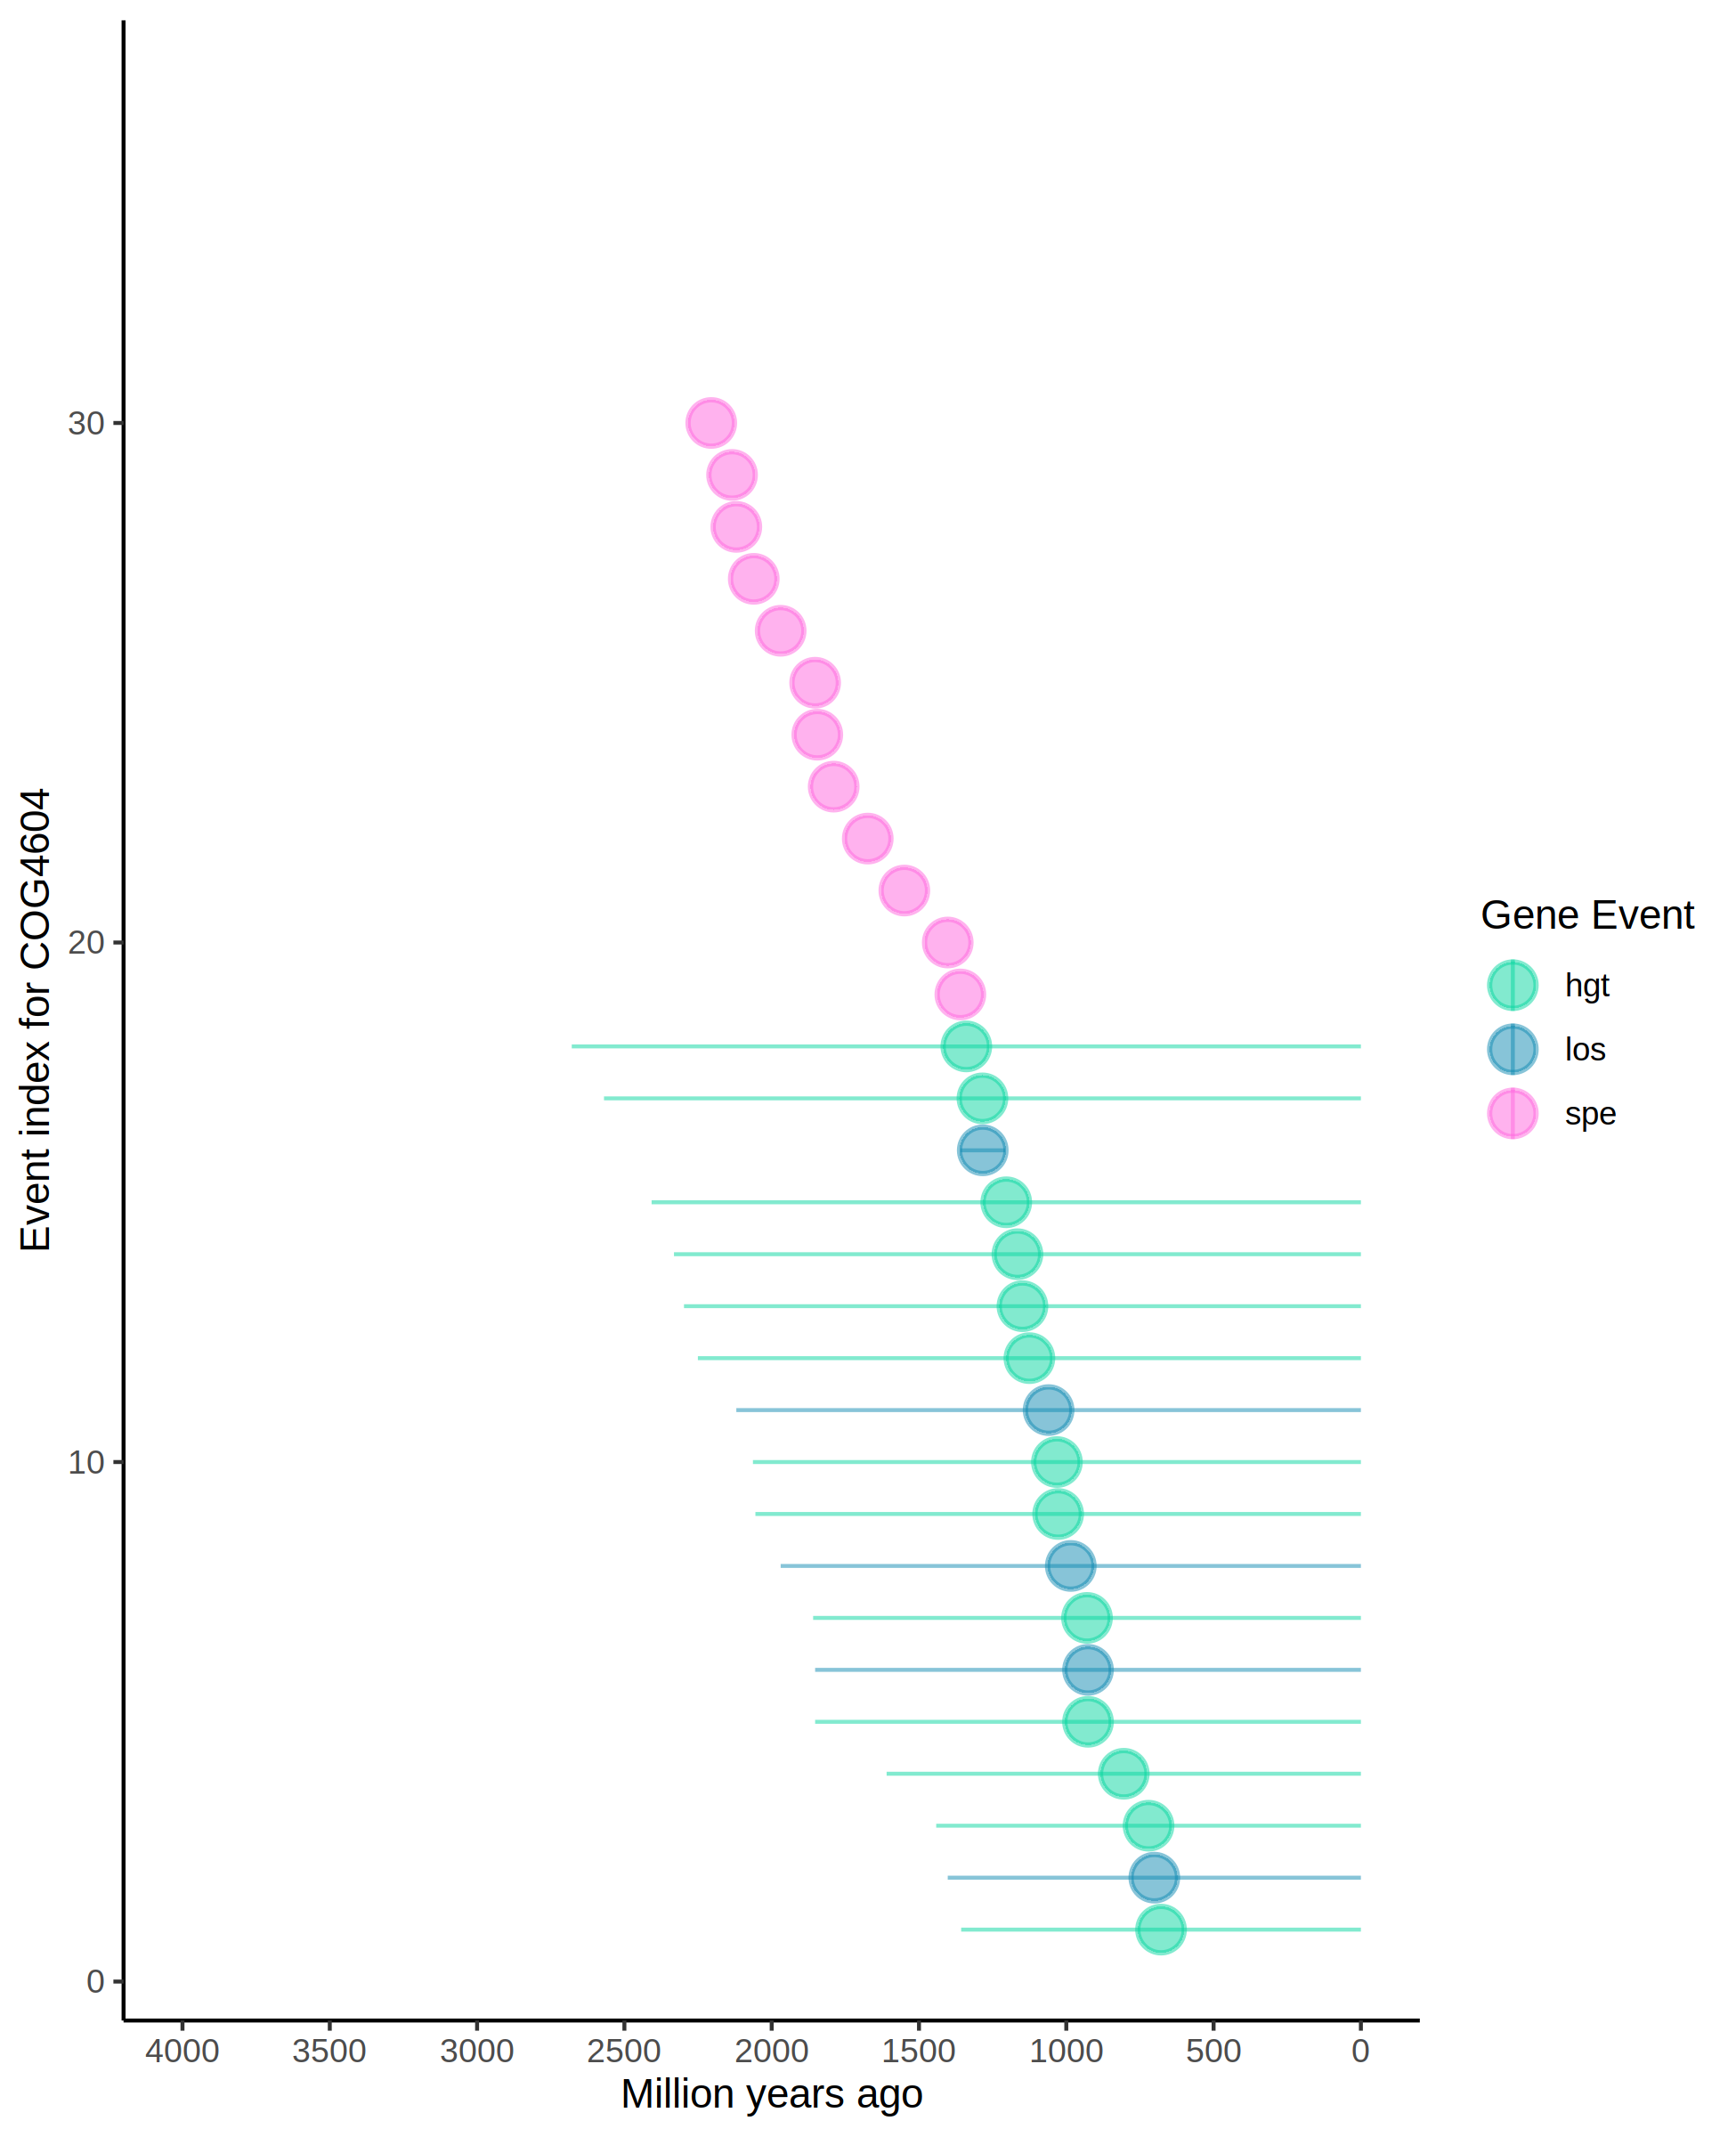 Event index for COG4604
30
20
10
0
4000 3500 3000 2500 2000 1500 1000 500 0
Million years ago
Gene Event
hgt
los
spe